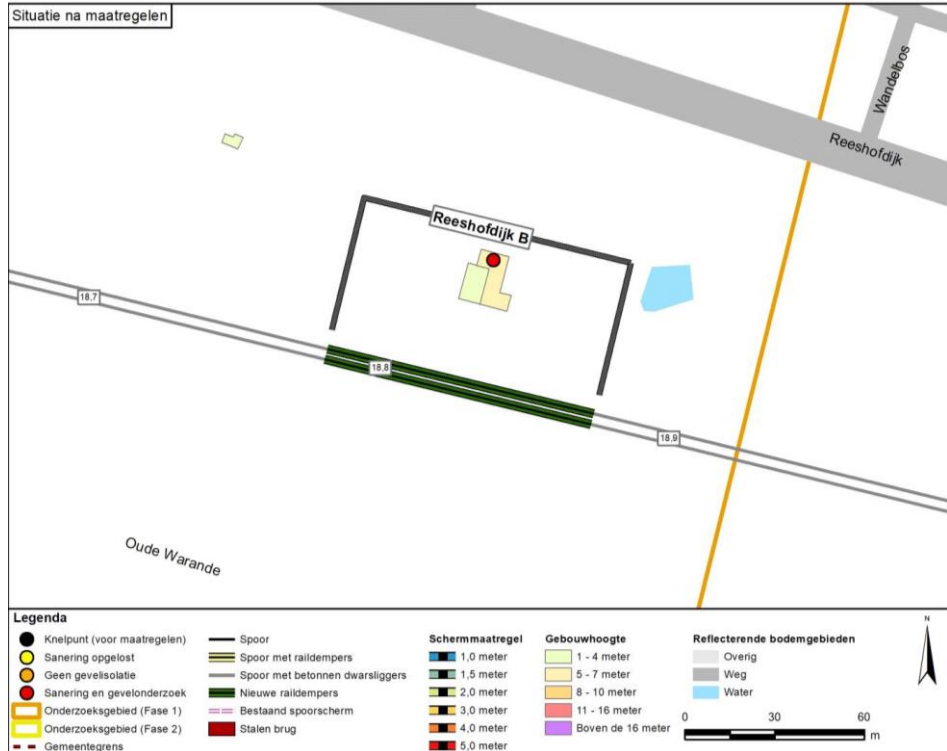 Situatie na maatregelen
Wandelbos
Reeshofdijk
Reeshofdijk B
18,7
18,8
18,9
Oude Warande
Legenda
Knelpunt (voor maatregelen)
Sanering opgelost
Geen gevelisolatie
Sanering en gevelonderzoek
Onderzoeksgebied (Fase 1)
Onderzoeksgebied (Fase 2)
Gemeentegrens
Spoor
Spoor met raildempers
Spoor met betonnen dwarsliggers
Nieuwe raildempers
Bestaand spoorscherm
Stalen brug
Schermmaatregel
1,0 meter
1,5 meter
2,0 meter
3,0 meter
4,0 meter
5,0 meter
Gebouwhoogte
1 - 4 meter
5 - 7 meter
8 - 10 meter
11 - 16 meter
Boven de 16 meter
Reflecterende bodemgebieden
Overig
Weg
Water
N
0 30 60
m